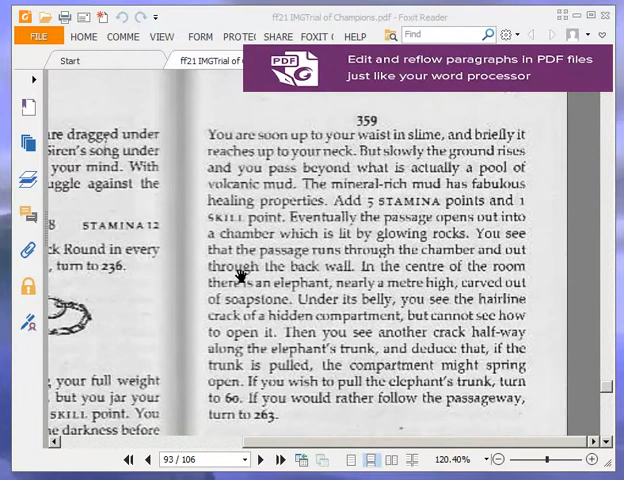 ff21 IMGTrial of Champions.pdf - Foxit Reader
FILE HOME COMME VIEW FORM PROTE SHARE FOXIT HELP Find
Start ff21 IMGTrial of C
Edit and reflow paragraphs in PDF files
just like your word processor
PDF
are dragged under
Siren's song under
your mind. With
uggle against the
8 STAMINA 12
ck Round in every
, turn to 236.
g your full weight
but you jar your
SKILL point. You
e darkness before
359
You are soon up to your waist in slime, and briefly it
reaches up to your neck. But slowly the ground rises
and you pass beyond what is actually a pool of
volcanic mud. The mineral-rich mud has fabulous
healing properties. Add 5 STAMINA points and 1
SKILL point. Eventually the passage opens out into
a chamber which is lit by glowing rocks. You see
that the passage runs through the chamber and out
through the back wall. In the centre of the room
there is an elephant, nearly a metre high, carved out
of soapstone. Under its belly, you see the hairline
crack of a hidden compartment, but cannot see how
to open it. Then you see another crack half-way
along the elephant's trunk, and deduce that, if the
trunk is pulled, the compartment might spring
open. If you wish to pull the elephant's trunk, turn
to 60. If you would rather follow the passageway,
turn to 263.
93 / 106 120.40%